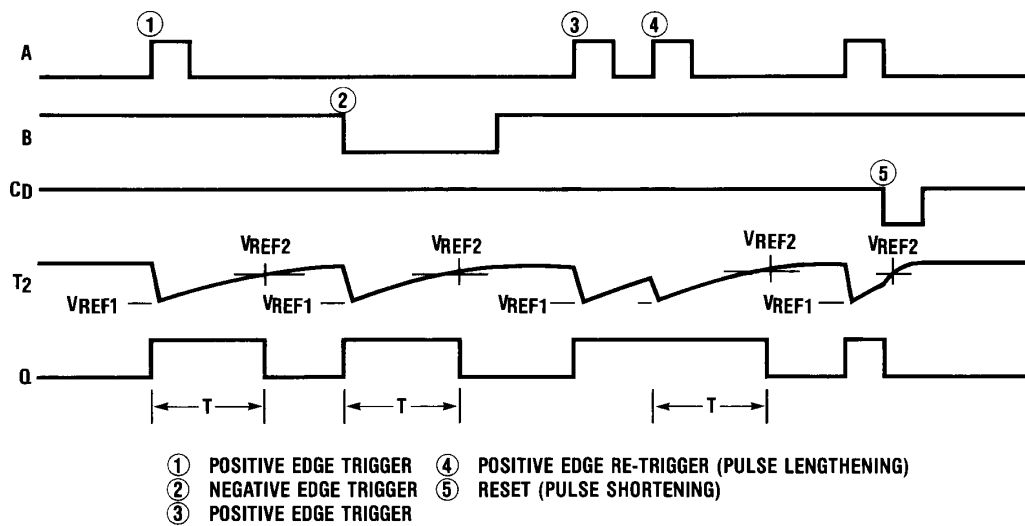 ① ③ ④
A
②
B
CD ⑤
VREF2 VREF2 VREF2 VREF2
T2
VREF1 VREF1 VREF1 VREF1
Q
T T T
① POSITIVE EDGE TRIGGER ④ POSITIVE EDGE RE-TRIGGER (PULSE LENGTHENING)
② NEGATIVE EDGE TRIGGER ⑤ RESET (PULSE SHORTENING)
③ POSITIVE EDGE TRIGGER